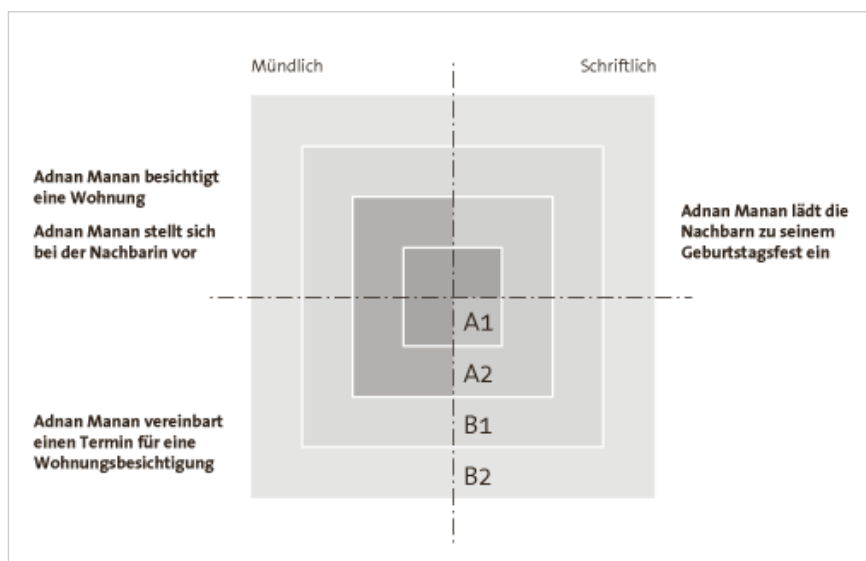 Mündlich
Schriftlich
Adnan Manan besichtigt
eine Wohnung
Adnan Manan stellt sich
bei der Nachbarin vor
Adnan Manan lädt die
Nachbarn zu seinem
Geburtstagsfest ein
A1
A2
Adnan Manan vereinbart
einen Termin für eine
Wohnungsbesichtigung
B1
B2